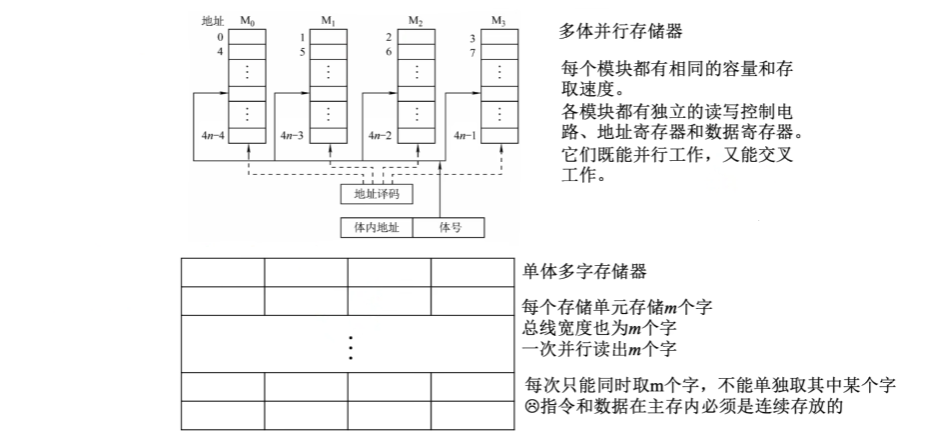 地址 M₀ M₁ M₂ M₃
0 1 2 3
4 5 6 7
⋮ ⋮ ⋮ ⋮
⋮ ⋮ ⋮ ⋮
4n−4 4n−3 4n−2 4n−1
地址译码
体内地址 体号
多体并行存储器
每个模块都有相同的容量和存
取速度。
各模块都有独立的读写控制电
路、地址寄存器和数据寄存器。
它们既能并行工作，又能交叉
工作。
⋮
单体多字存储器
每个存储单元存储m个字
总线宽度也为m个字
一次并行读出m个字
每次只能同时取m个字，不能单独取其中某个字
☹指令和数据在主存内必须是连续存放的